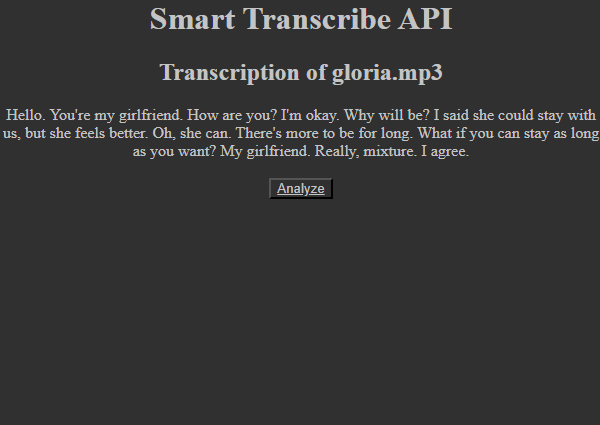 Smart Transcribe API
Transcription of gloria.mp3
Hello. You're my girlfriend. How are you? I'm okay. Why will be? I said she could stay with
us, but she feels better. Oh, she can. There's more to be for long. What if you can stay as long
as you want? My girlfriend. Really, mixture. I agree.
Analyze